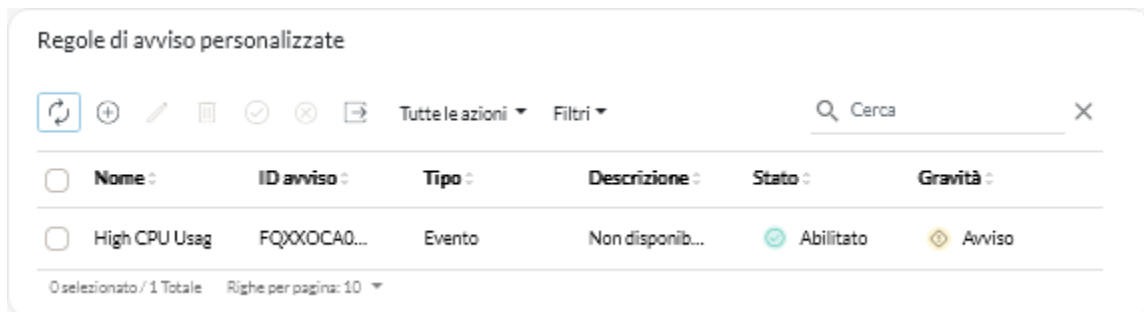 Regole di avviso personalizzate
Tutte le azioni Filtri Cerca
Nome ID avviso Tipo Descrizione Stato Gravità
High CPU Usag FQXXOCA0... Evento Non disponib... Abilitato Avviso
0 selezionato / 1 Totale Righe per pagina: 10